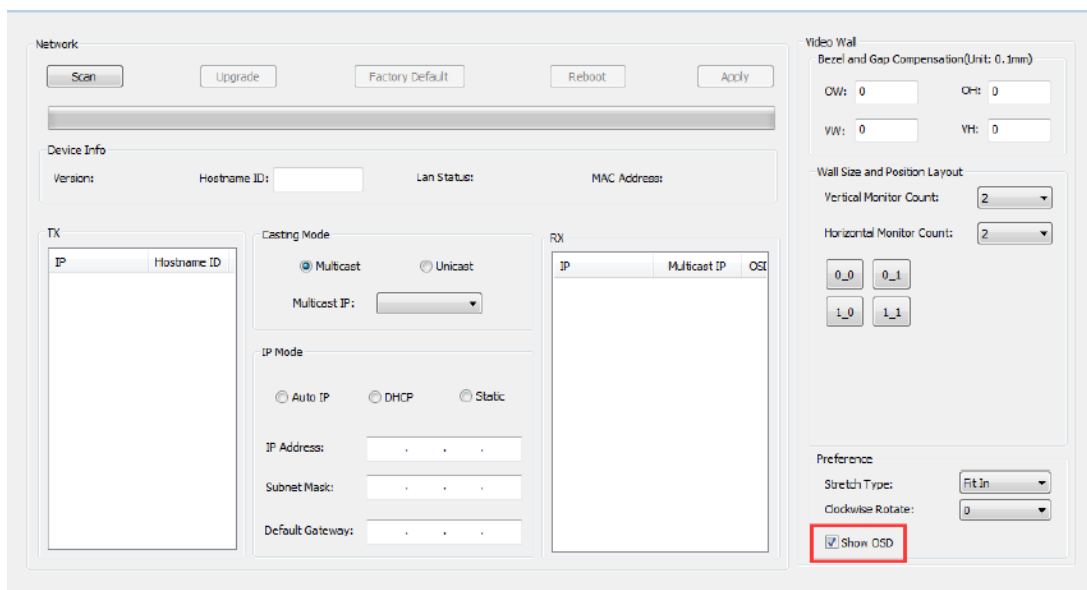 Network
Scan Upgrade Factory Default Reboot Apply
Device Info
Version: Hostname ID: Lan Status: MAC Address:
TX
IP Hostname ID
Casting Mode
Multicast Unicast
Multicast IP:
IP Mode
Auto IP DHCP Static
IP Address: . . .
Subnet Mask: . . .
Default Gateway: . . .
RX
IP Multicast IP OSI
Video Wall
Bezel and Gap Compensation(Unit: 0.1mm)
OW: 0 OH: 0
VW: 0 VH: 0
Wall Size and Position Layout
Vertical Monitor Count: 2
Horizontal Monitor Count: 2
0_0 0_1
1_0 1_1
Preference
Stretch Type: Fit In
Clockwise Rotate: 0
Show OSD